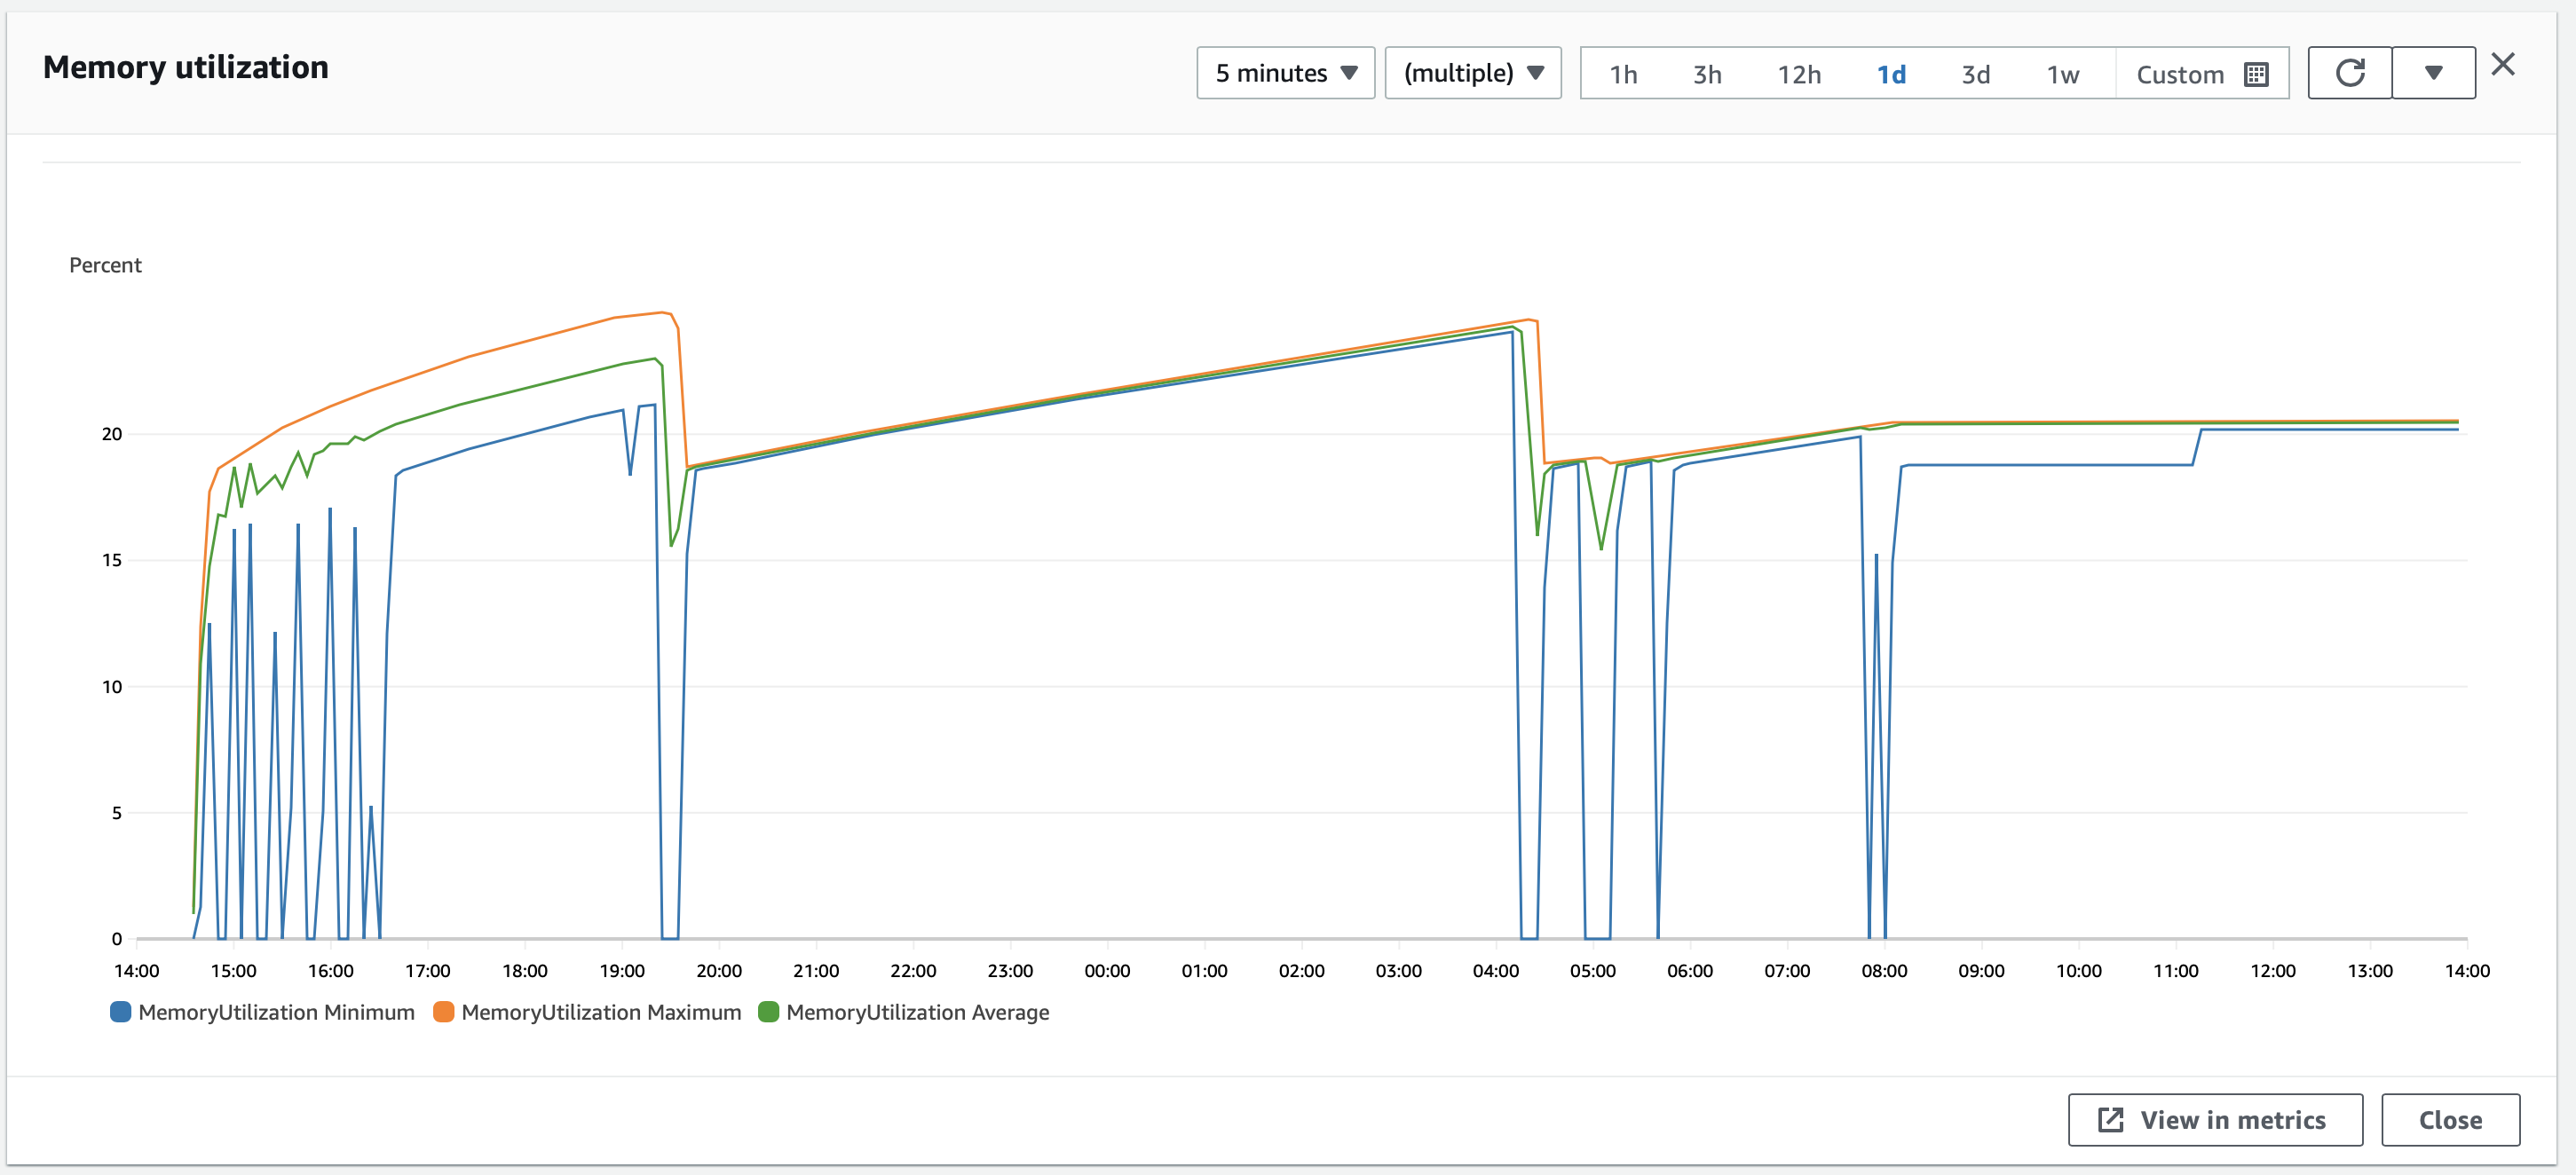 Memory utilization
5 minutes (multiple) 1h 3h 12h 1d 3d 1w Custom
Percent
20
15
10
5
0
14:00 15:00 16:00 17:00 18:00 19:00 20:00 21:00 22:00 23:00 00:00 01:00 02:00 03:00 04:00 05:00 06:00 07:00 08:00 09:00 10:00 11:00 12:00 13:00 14:00
MemoryUtilization Minimum MemoryUtilization Maximum MemoryUtilization Average
View in metrics Close